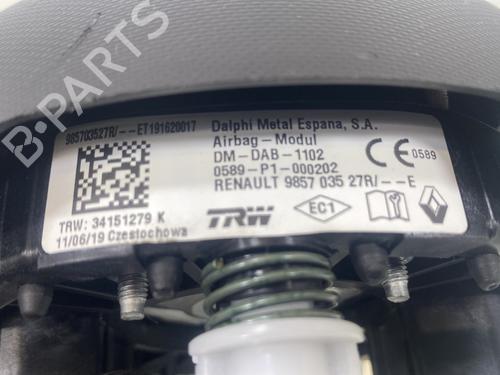 985703527R/--ET191620017
Dalphi Metal Espana, S.A.
Airbag-Modul
DM-DAB-1102
0589-P1-000202
RENAULT 9857 035 27R/--E
CE 0589
TRW: 34151279 K
11/06/19 Czestochowa
TRW
EC1
B-PARTS